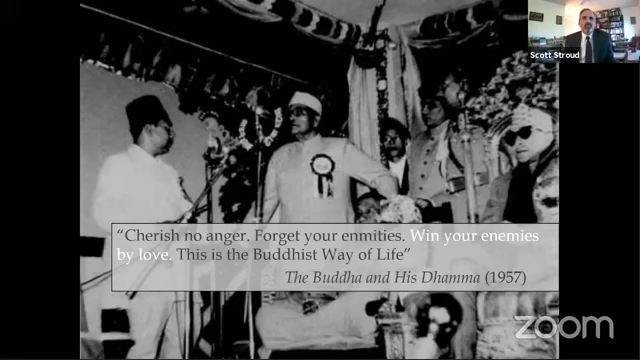 Scott Stroud
“Cherish no anger. Forget your enmities. Win your enemies
by love. This is the Buddhist Way of Life”
The Buddha and His Dhamma (1957)
zoom